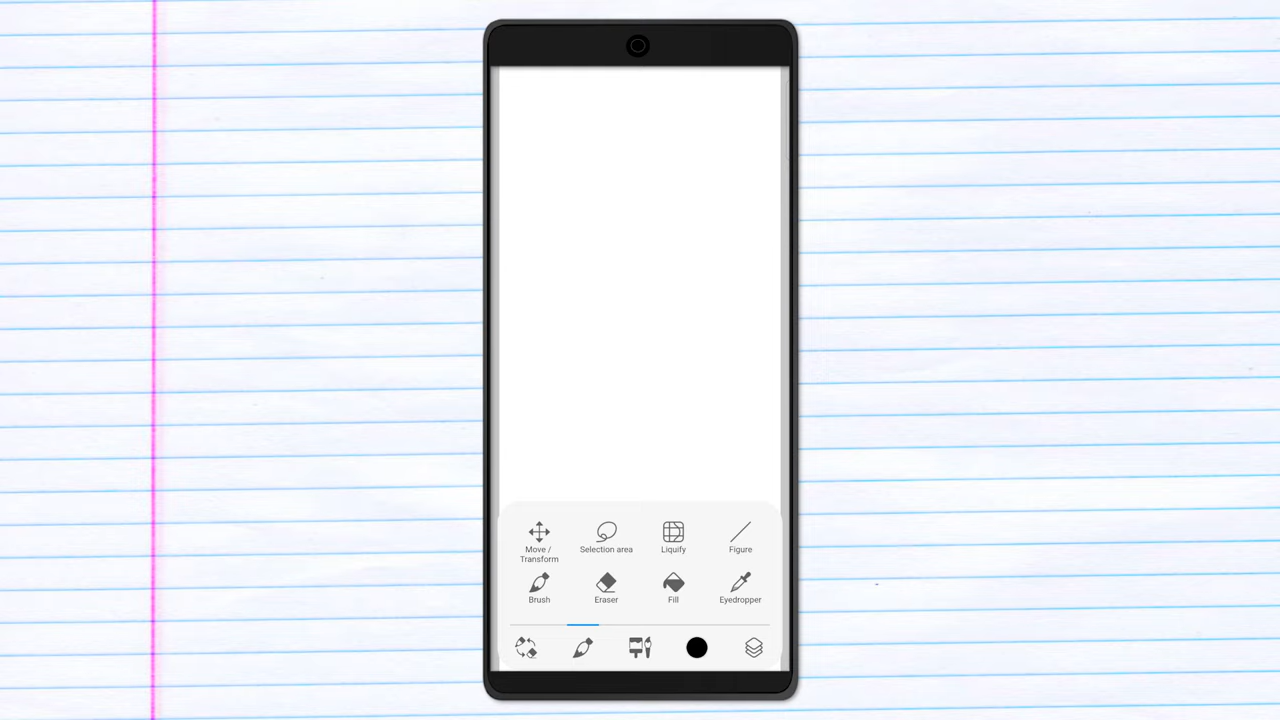 Move /
Transform
Selection area
Liquify
Figure
Brush
Eraser
Fill
Eyedropper